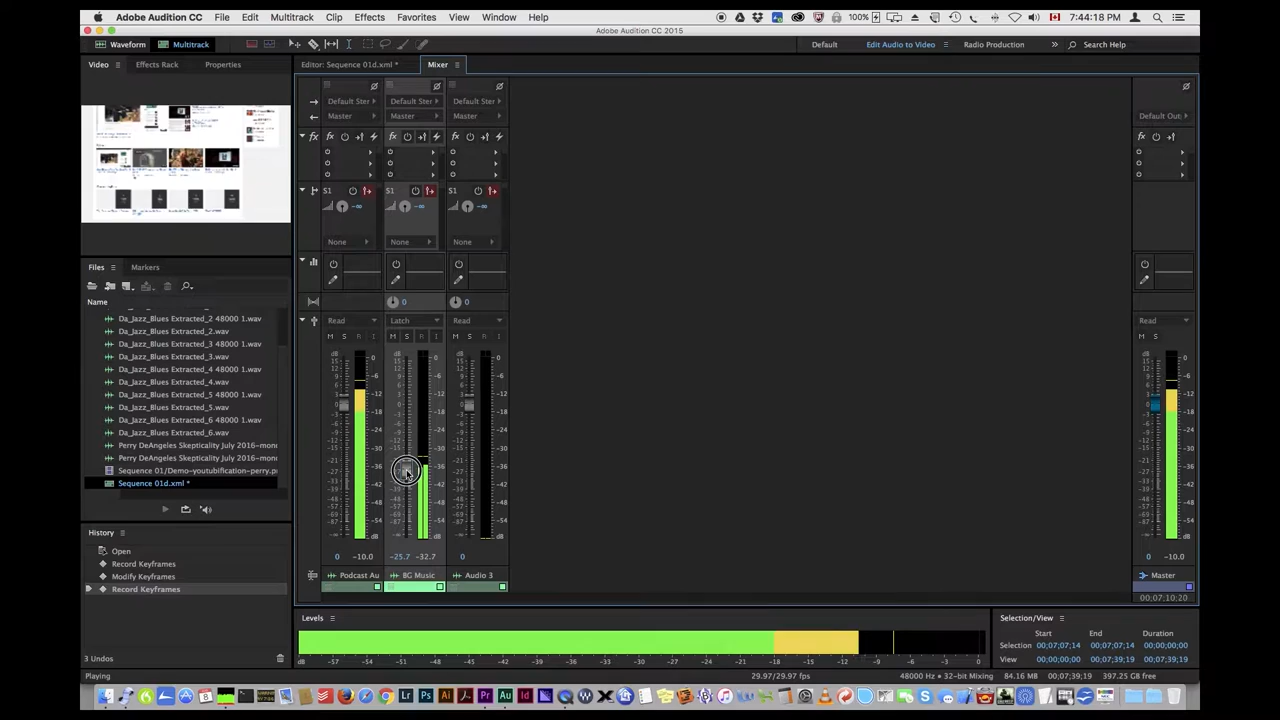 Adobe Audition CC File Edit Multitrack Clip Effects Favorites View Window Help 100% 7:44:18 PM
Adobe Audition CC 2015
Waveform Multitrack Default Edit Audio to Video Radio Production Search Help
Video Effects Rack Properties Editor: Sequence 01d.xml * Mixer
Default Ster Default Ster Default Ster Default Out
Master Master Master
fx fx fx fx
S1 S1 S1
-∞ -∞ -∞
None None None
0 0
Read Latch Read Read
M S R I M S R I M S R I M S
Files Markers
Name
Da_Jazz_Blues Extracted_2 48000 1.wav
Da_Jazz_Blues Extracted_2.wav
Da_Jazz_Blues Extracted_3 48000 1.wav
Da_Jazz_Blues Extracted_3.wav
Da_Jazz_Blues Extracted_4 48000 1.wav
Da_Jazz_Blues Extracted_4.wav
Da_Jazz_Blues Extracted_5 48000 1.wav
Da_Jazz_Blues Extracted_5.wav
Da_Jazz_Blues Extracted_6 48000 1.wav
Da_Jazz_Blues Extracted_6.wav
Perry DeAngeles Skepticality July 2016-mon
Perry DeAngeles Skepticality July 2016-mon
Sequence 01/Demo-youtubification-perry.p
Sequence 01d.xml *
History
Open
Record Keyframes
Modify Keyframes
Record Keyframes
3 Undos
0 -10.0 -25.7 -32.7 0 0 -10.0
Podcast Au BG Music Audio 3 Master
00;07;10;20
Levels
dB -57 -54 -51 -48 -45 -42 -39 -36 -33 -30 -27 -24 -21 -18 -15 -12 -9 -6 -3 0
Selection/View
Start End Duration
Selection 00;07;07;14 00;07;07;14 00;00;00;00
View 00;00;00;00 00;07;39;19 00;07;39;19
Playing 29.97/29.97 fps 48000 Hz • 32-bit Mixing 84.16 MB 00;07;39;19 397.25 GB free